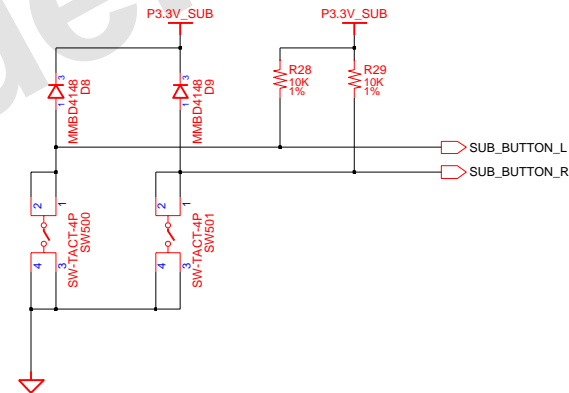 P3.3V_SUB
P3.3V_SUB
3
1
MMBD4148
D8
3
1
MMBD4148
D9
R28
10K
1%
R29
10K
1%
SUB_BUTTON_L
SUB_BUTTON_R
2
1
4
3
SW-TACT-4P
SW500
2
1
4
3
SW-TACT-4P
SW501